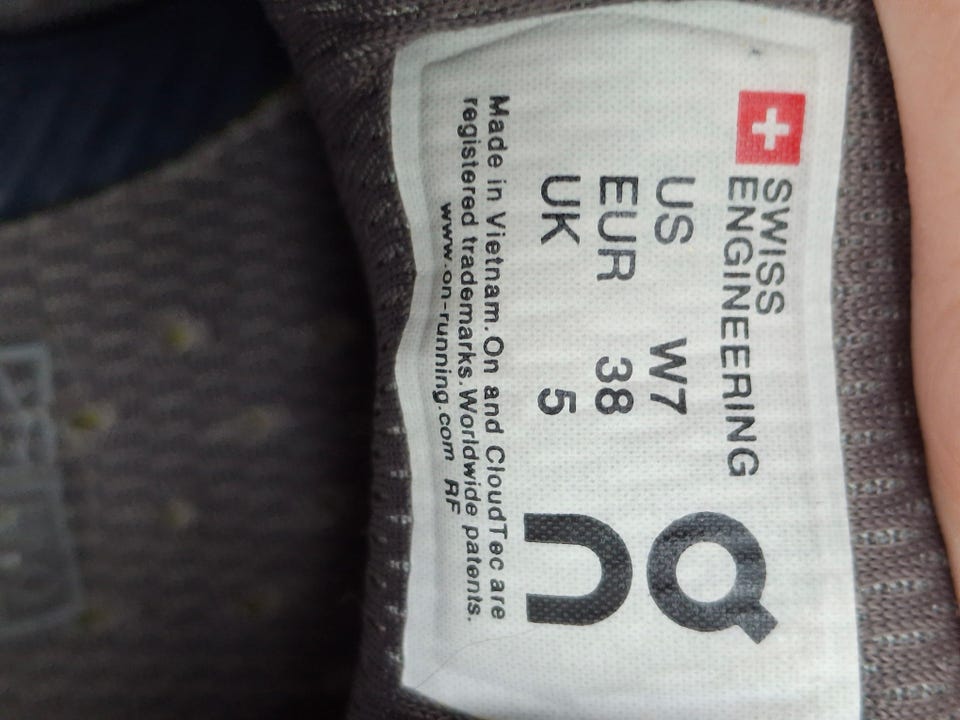 SWISS
ENGINEERING
US W7
EUR 38
UK 5
On
Made in Vietnam. On and CloudTec are
registered trademarks. Worldwide patents.
www.on-running.com RF